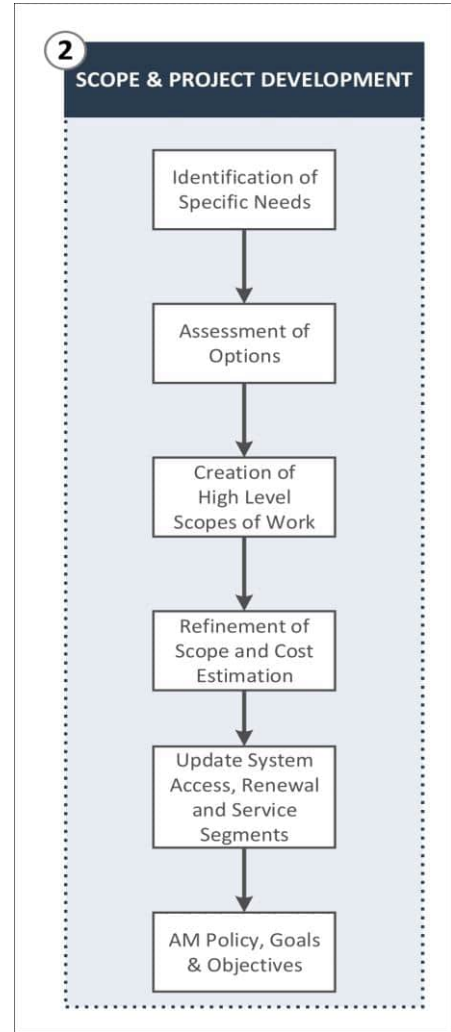 2
SCOPE & PROJECT DEVELOPMENT
Identification of
Specific Needs
Assessment of
Options
Creation of
High Level
Scopes of Work
Refinement of
Scope and Cost
Estimation
Update System
Access, Renewal
and Service
Segments
AM Policy, Goals
& Objectives